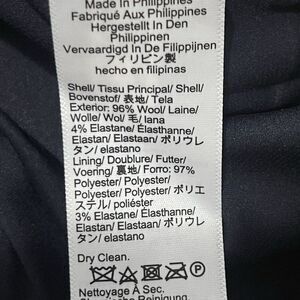 Made In Philippines
Fabriqué Aux Philippines
Hergestellt In Den
Philippinen
Vervaardigd In De Filippijnen
フィリピン製
hecho en filipinas
Shell/ Tissu Principal/ Shell/
Bovenstof/ 表地/ Tela
Exterior: 96% Wool/ Laine/
Wolle/ Wol/ 毛/ lana
4% Elastane/ Élasthanne/
Elastan/ Elastaan/ ポリウレ
タン/ elastano
Lining/ Doublure/ Futter/
Voering/ 裏地/ Forro: 97%
Polyester/ Polyester/
Polyester/ Polyester/ ポリエ
ステル/ poliéster
3% Elastane/ Élasthanne/
Elastan/ Elastaan/ ポリウレ
タン/ elastano
Dry Clean.
P
Nettoyage À Sec.
Chemische Reinigung.